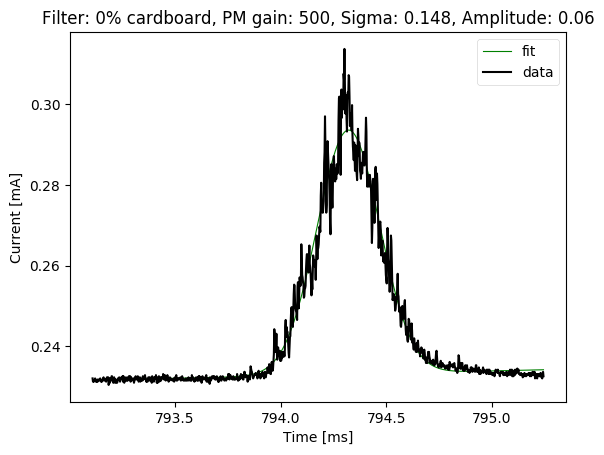 Filter: 0% cardboard, PM gain: 500, Sigma: 0.148, Amplitude: 0.06
fit
data
0.30
0.28
0.26
0.24
Current [mA]
793.5
794.0
794.5
795.0
Time [ms]